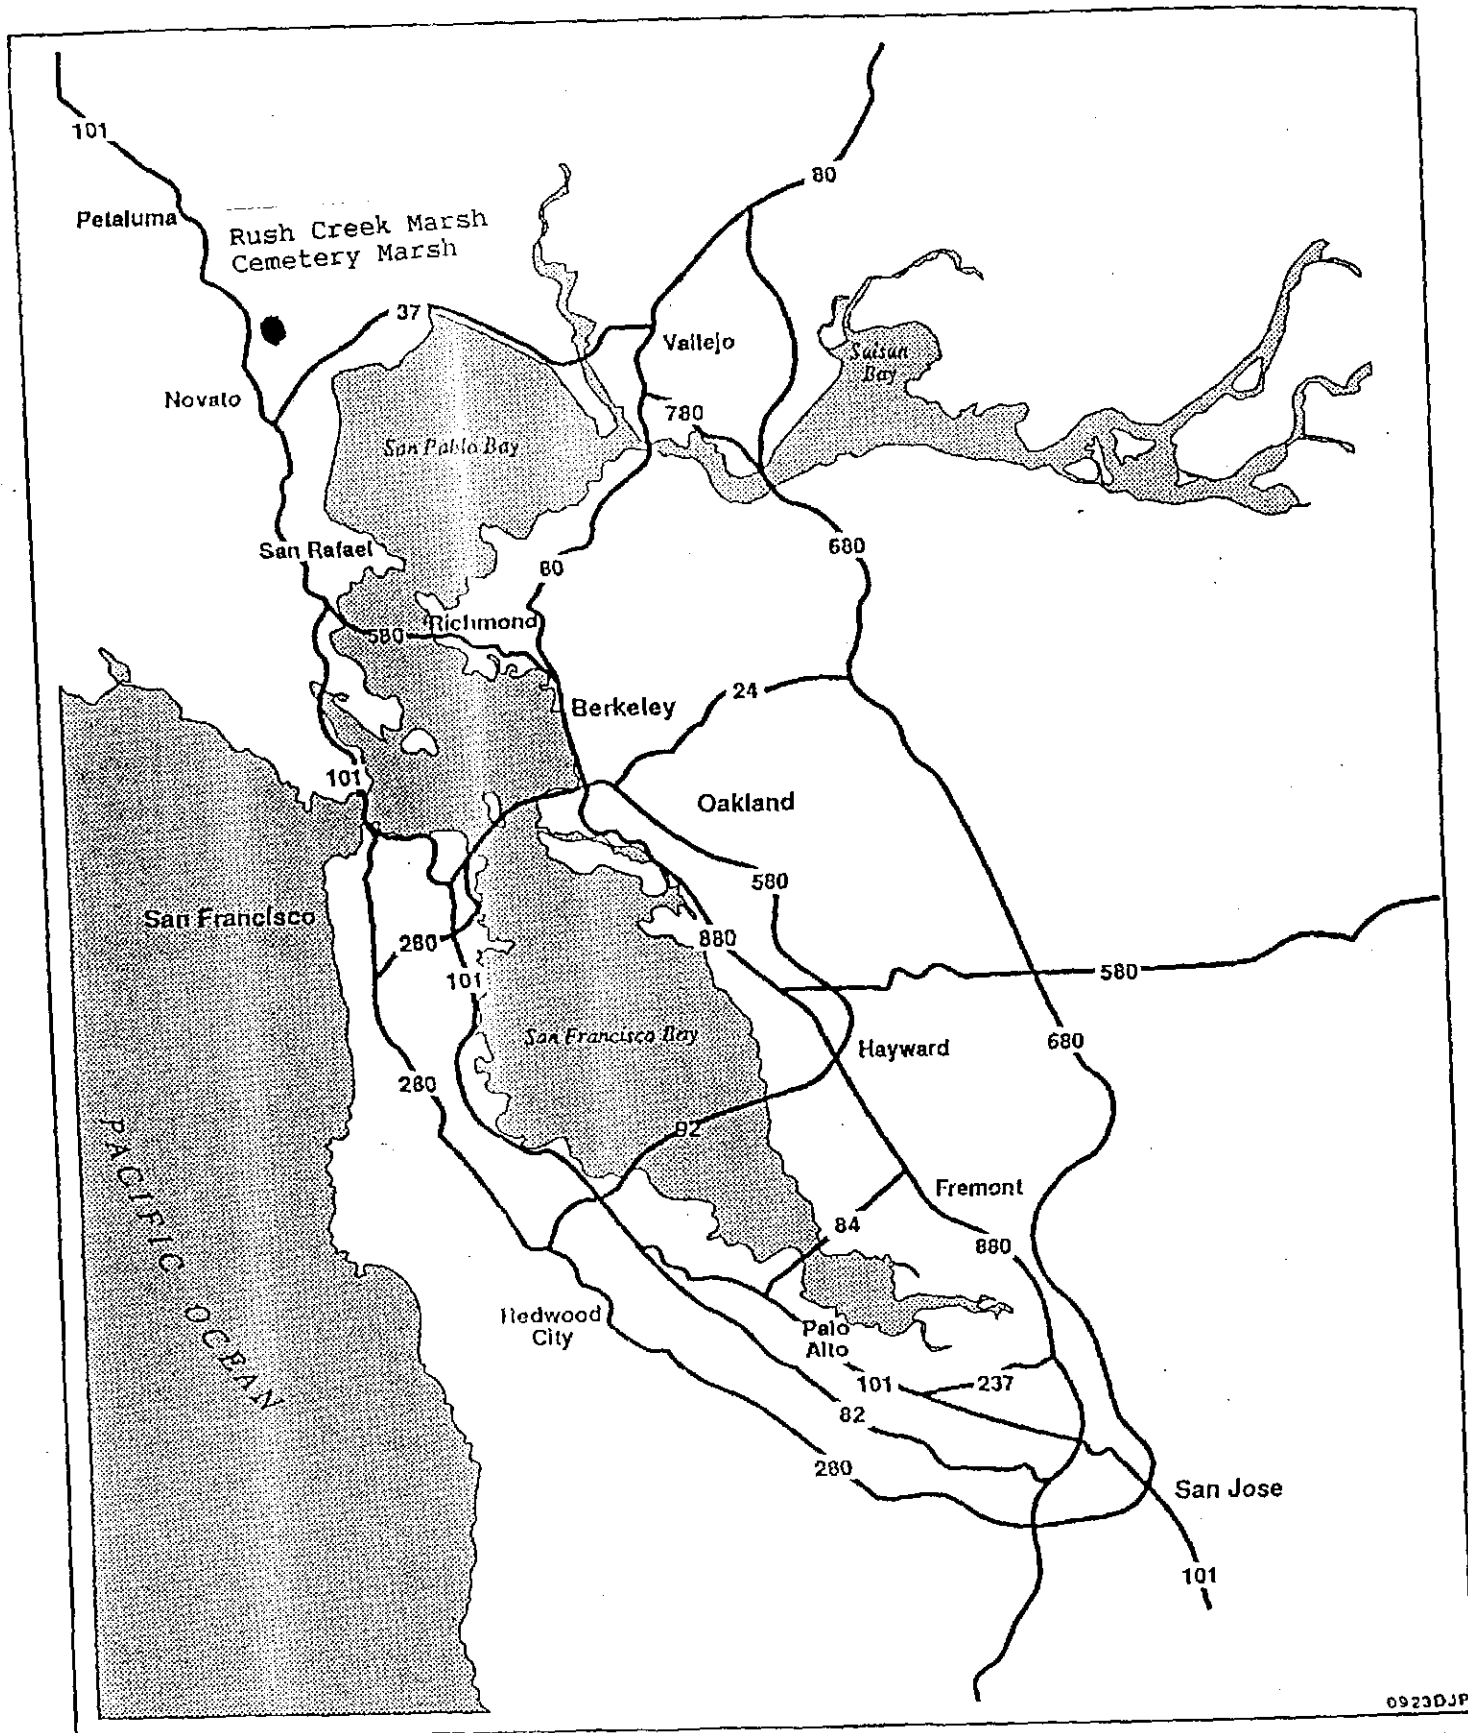 101
80
Petaluma
Rush Creek Marsh
Cemetery Marsh
37
Vallejo
Suisun
Bay
Novato
780
San Pablo Bay
San Rafael
680
80
Richmond
580
24
Berkeley
101
Oakland
580
San Francisco
280
880
101
580
San Francisco Bay
Hayward
680
280
92
PACIFIC OCEAN
Fremont
84
880
Redwood
City
Palo
Alto
101
237
82
280
San Jose
101
0923DJP